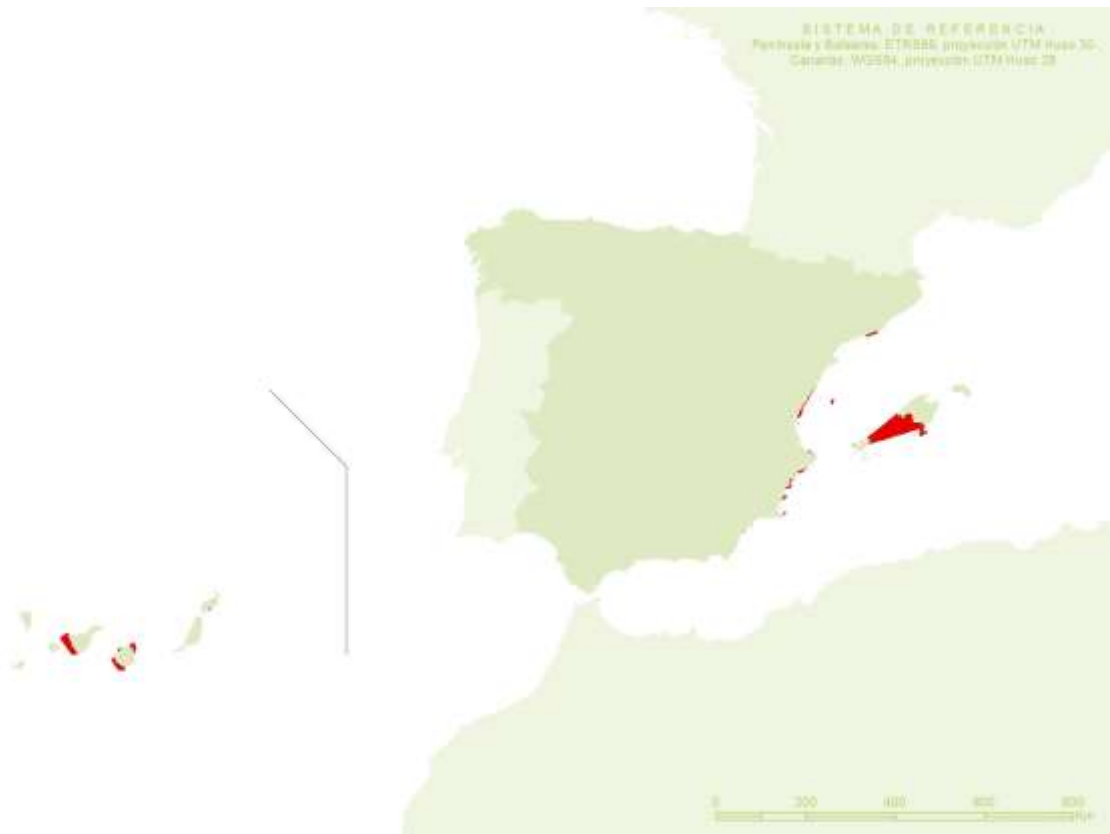 SISTEMA DE REFERENCIA
Península y Baleares: ETRS89, proyección UTM Huso 30
Canarias: WGS84, proyección UTM Huso 28
0 200 400 600 800
Km